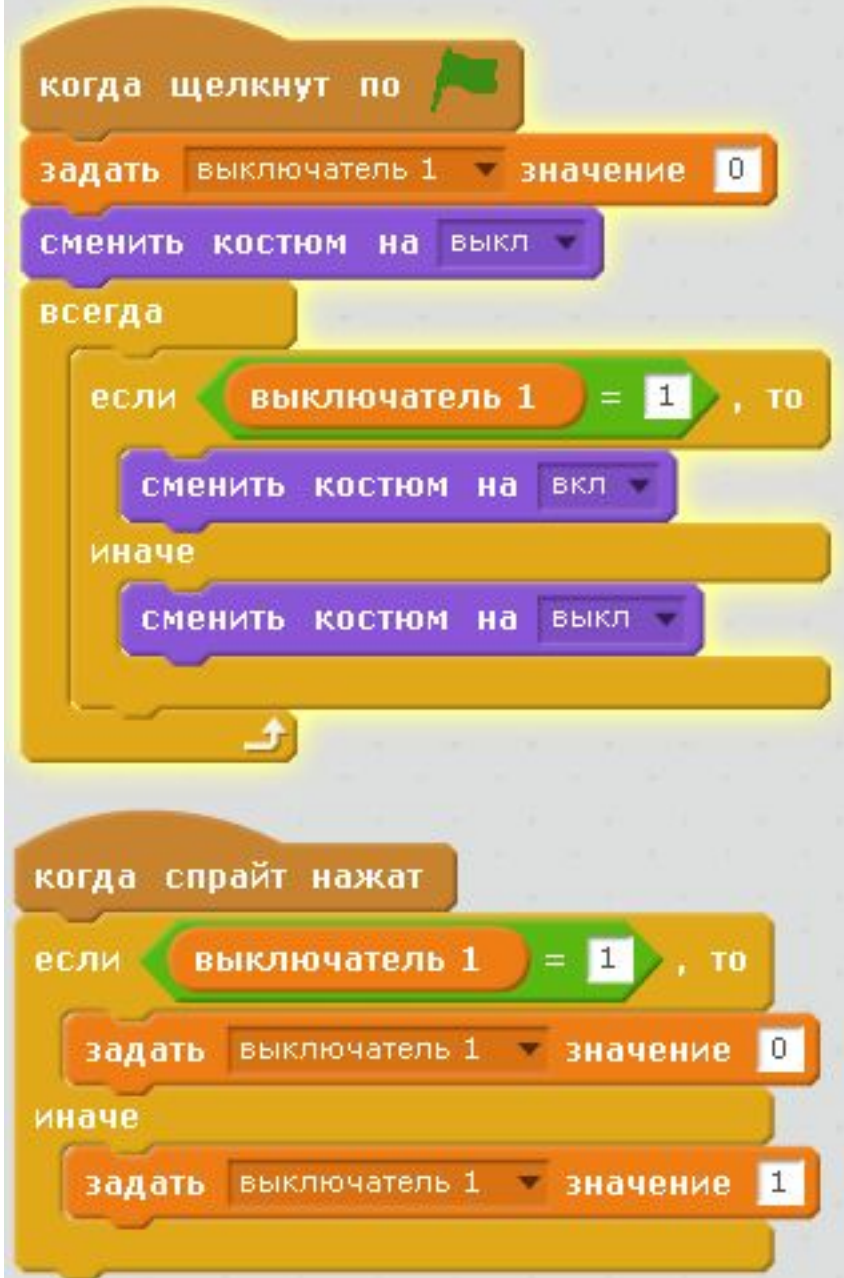 когда щелкнут по
задать выключатель 1 значение 0
сменить костюм на выкл
всегда
если выключатель 1 = 1 , то
сменить костюм на вкл
иначе
сменить костюм на выкл
когда спрайт нажат
если выключатель 1 = 1 , то
задать выключатель 1 значение 0
иначе
задать выключатель 1 значение 1